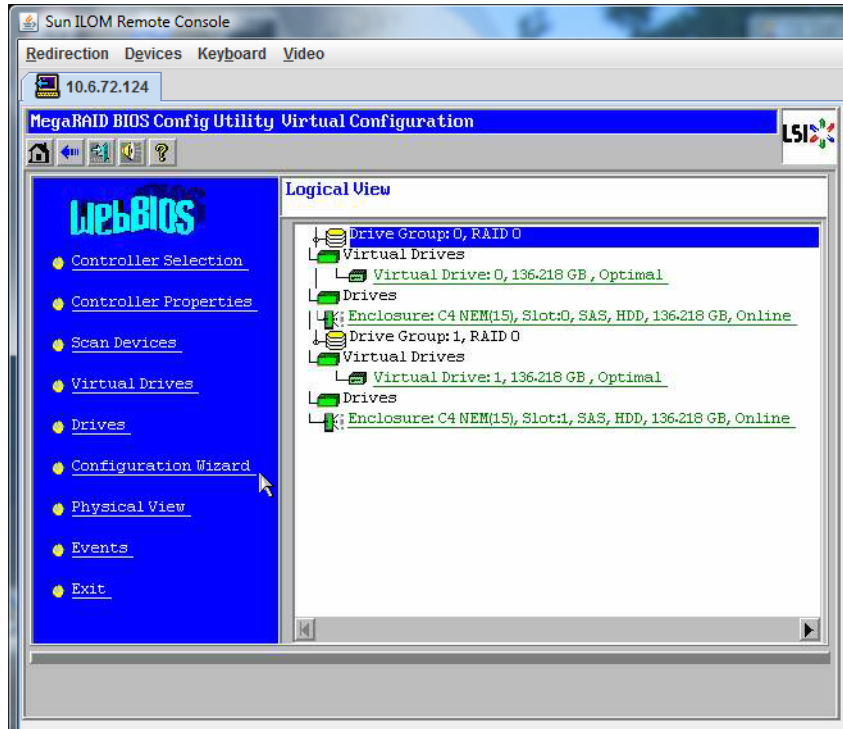 Sun ILOM Remote Console
Redirection Devices Keyboard Video
10.6.72.124
MegaRAID BIOS Config Utility Virtual Configuration
LSI
WebBIOS
Controller Selection
Controller Properties
Scan Devices
Virtual Drives
Drives
Configuration Wizard
Physical View
Events
Exit
Logical View
Drive Group: 0, RAID 0
Virtual Drives
Virtual Drive: 0, 136.218 GB , Optimal
Drives
Enclosure: C4 NEM(15), Slot:0, SAS, HDD, 136.218 GB, Online
Drive Group: 1, RAID 0
Virtual Drives
Virtual Drive: 1, 136.218 GB , Optimal
Drives
Enclosure: C4 NEM(15), Slot:1, SAS, HDD, 136.218 GB, Online